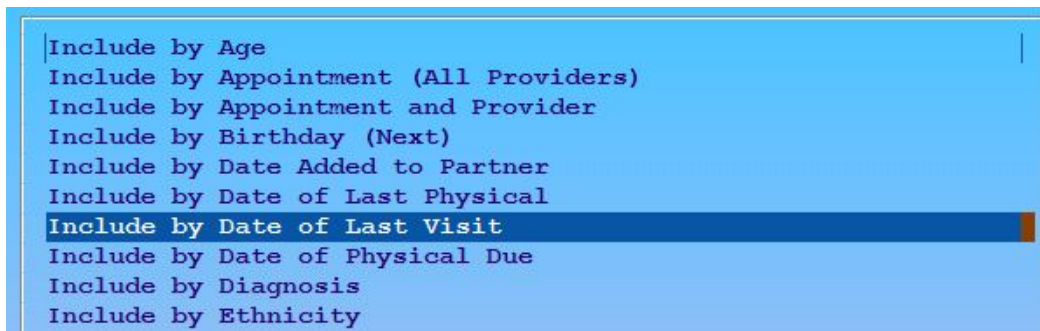 Include by Age
Include by Appointment (All Providers)
Include by Appointment and Provider
Include by Birthday (Next)
Include by Date Added to Partner
Include by Date of Last Physical
Include by Date of Last Visit
Include by Date of Physical Due
Include by Diagnosis
Include by Ethnicity